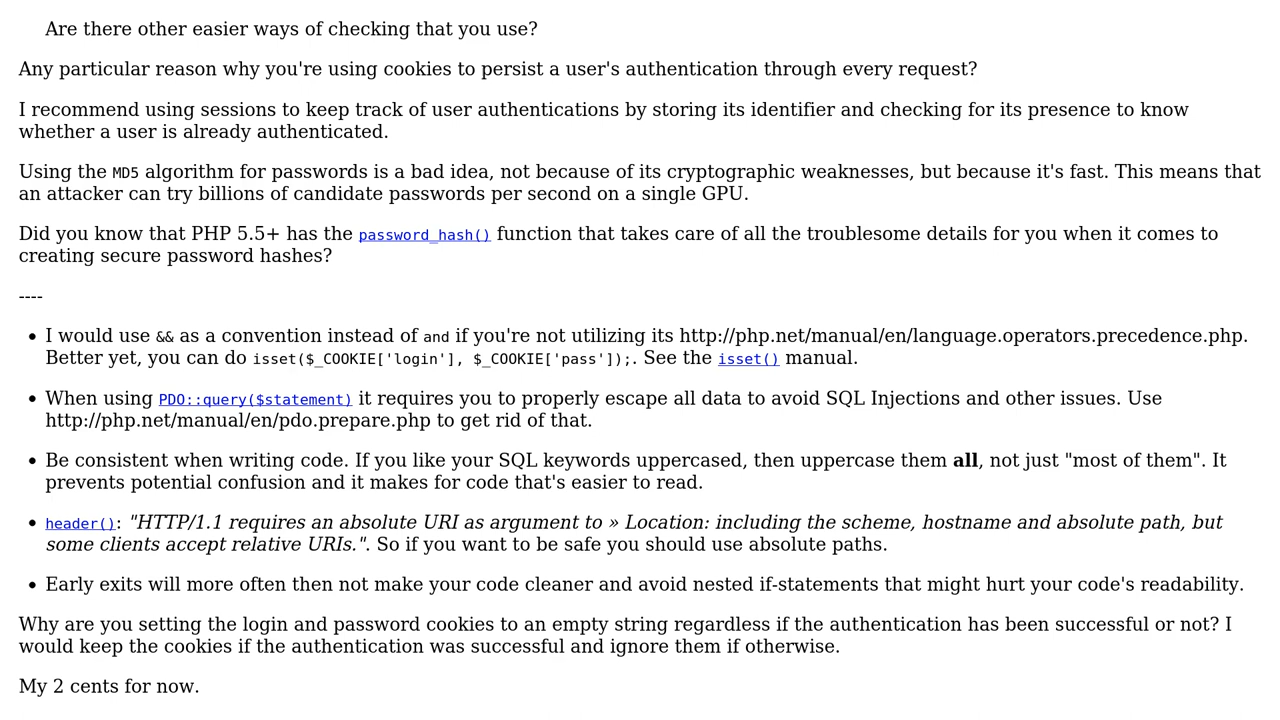 Are there other easier ways of checking that you use?
Any particular reason why you're using cookies to persist a user's authentication through every request?
I recommend using sessions to keep track of user authentications by storing its identifier and checking for its presence to know
whether a user is already authenticated.
Using the MD5 algorithm for passwords is a bad idea, not because of its cryptographic weaknesses, but because it's fast. This means that
an attacker can try billions of candidate passwords per second on a single GPU.
Did you know that PHP 5.5+ has the password_hash() function that takes care of all the troublesome details for you when it comes to
creating secure password hashes?
----
• I would use && as a convention instead of and if you're not utilizing its http://php.net/manual/en/language.operators.precedence.php.
Better yet, you can do isset($_COOKIE['login'], $_COOKIE['pass']);. See the isset() manual.
• When using PDO::query($statement) it requires you to properly escape all data to avoid SQL Injections and other issues. Use
http://php.net/manual/en/pdo.prepare.php to get rid of that.
• Be consistent when writing code. If you like your SQL keywords uppercased, then uppercase them all, not just "most of them". It
prevents potential confusion and it makes for code that's easier to read.
• header(): "HTTP/1.1 requires an absolute URI as argument to » Location: including the scheme, hostname and absolute path, but
some clients accept relative URIs.". So if you want to be safe you should use absolute paths.
• Early exits will more often then not make your code cleaner and avoid nested if-statements that might hurt your code's readability.
Why are you setting the login and password cookies to an empty string regardless if the authentication has been successful or not? I
would keep the cookies if the authentication was successful and ignore them if otherwise.
My 2 cents for now.